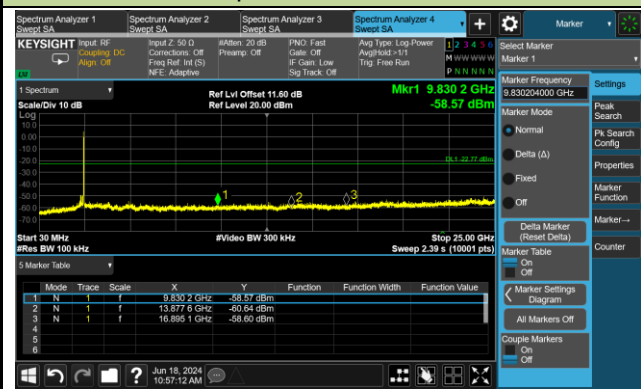 Spectrum Analyzer 1
Swept SA
Spectrum Analyzer 2
Swept SA
Spectrum Analyzer 3
Swept SA
Spectrum Analyzer 4
Swept SA
Marker
KEYSIGHT
Input: RF
Coupling: DC
Align: Off
Input Z: 50 Ω
Corrections: Off
Freq Ref: Int (S)
NFE: Adaptive
#Atten: 20 dB
Preamp: Off
PNO: Fast
Gate: Off
IF Gain: Low
Sig Track: Off
Avg Type: Log-Power
Avg|Hold:>1/1
Trig: Free Run
1 2 3 4 5 6
M W W W W W
P N N N N N
Select Marker
Marker 1
1 Spectrum
Scale/Div 10 dB
Ref Lvl Offset 11.60 dB
Ref Level 20.00 dBm
Mkr1 9.830 2 GHz
-58.57 dBm
Log
10.0
0.00
-10.0
-20.0
-30.0
-40.0
-50.0
-60.0
-70.0
DL1 -22.77 dBm
1
2
3
Start 30 MHz
#Res BW 100 kHz
#Video BW 300 kHz
Stop 25.00 GHz
Sweep 2.39 s (10001 pts)
5 Marker Table
Mode Trace Scale X Y Function Function Width Function Value
1 N 1 f 9.830 2 GHz -58.57 dBm
2 N 1 f 13.877 6 GHz -60.64 dBm
3 N 1 f 16.895 1 GHz -58.60 dBm
4
5
6
Marker Frequency
9.830204000 GHz
Marker Mode
Normal
Delta (Δ)
Fixed
Off
Delta Marker
(Reset Delta)
Marker Table
On
Off
Marker Settings
Diagram
All Markers Off
Couple Markers
On
Off
Settings
Peak
Search
Pk Search
Config
Properties
Marker
Function
Marker→
Counter
Jun 18, 2024
10:57:12 AM